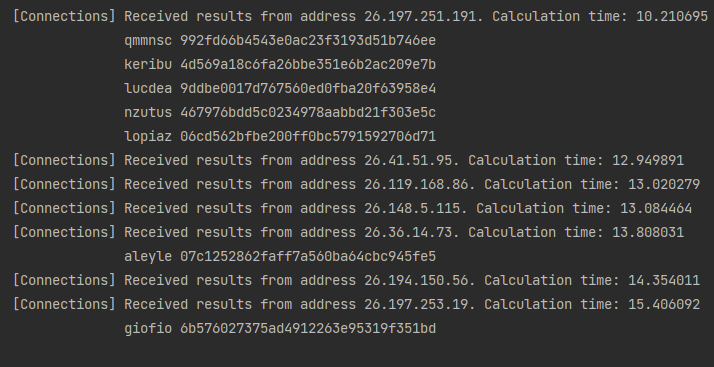 [Connections] Received results from address 26.197.251.191. Calculation time: 10.210695
qmmnsc 992fd66b4543e0ac23f3193d51b746ee
keribu 4d569a18c6fa26bbe351e6b2ac209e7b
lucdea 9ddbe0017d767560ed0fba20f63958e4
nzutus 467976bdd5c0234978aabbd21f303e5c
lopiaz 06cd562bfbe200ff0bc5791592706d71
[Connections] Received results from address 26.41.51.95. Calculation time: 12.949891
[Connections] Received results from address 26.119.168.86. Calculation time: 13.020279
[Connections] Received results from address 26.148.5.115. Calculation time: 13.084464
[Connections] Received results from address 26.36.14.73. Calculation time: 13.808031
aleyle 07c1252862faff7a560ba64cbc945fe5
[Connections] Received results from address 26.194.150.56. Calculation time: 14.354011
[Connections] Received results from address 26.197.253.19. Calculation time: 15.406092
giofio 6b576027375ad4912263e95319f351bd